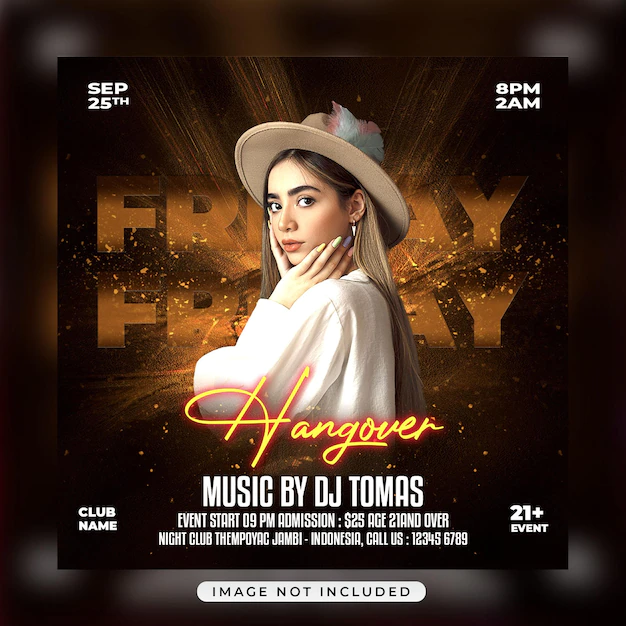 SEP
25TH
8PM
2AM
FRIDAY
FRIDAY
Hangover
MUSIC BY DJ TOMAS
EVENT START 09 PM ADMISSION : $25 AGE 21AND OVER
NIGHT CLUB THEMPOYAC JAMBI - INDONESIA, CALL US : 12345 6789
CLUB
NAME
21+
EVENT
IMAGE NOT INCLUDED